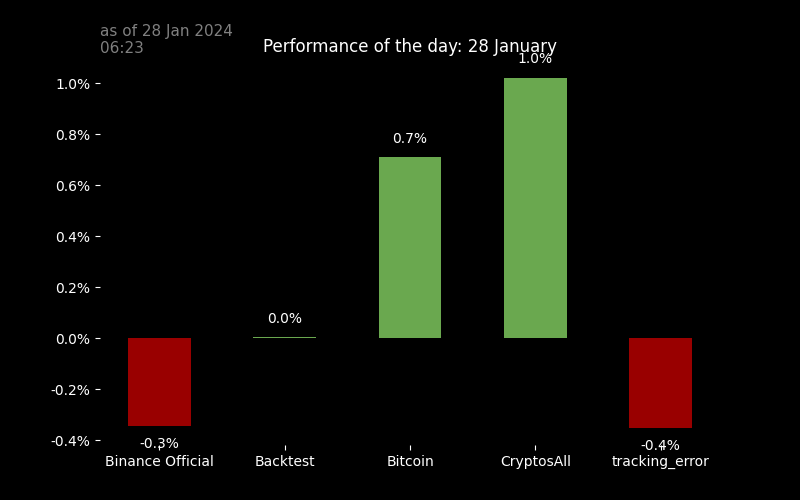 as of 28 Jan 2024
06:23
Performance of the day: 28 January
1.0%
1.0%
0.8%
0.7%
0.6%
0.4%
0.2%
0.0%
0.0%
-0.2%
-0.4%
-0.3%
-0.4%
Binance Official
Backtest
Bitcoin
CryptosAll
tracking_error